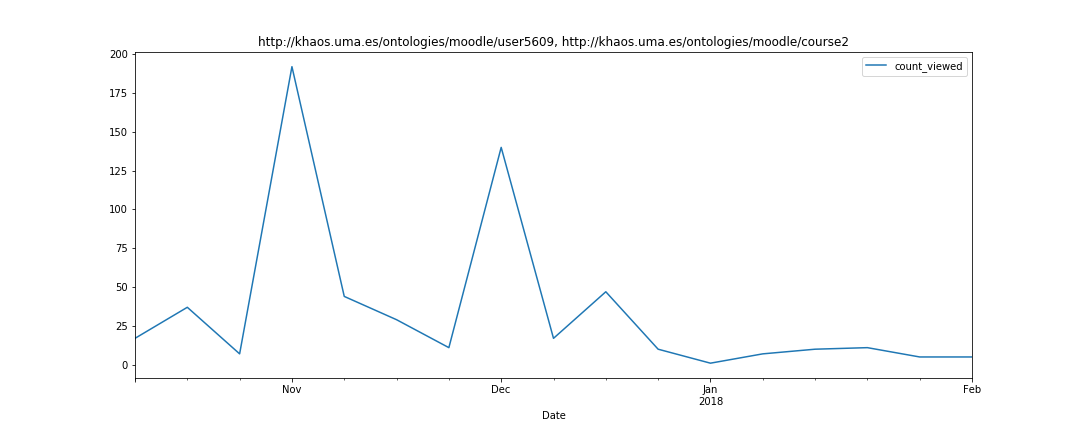 http://khaos.uma.es/ontologies/moodle/user5609, http://khaos.uma.es/ontologies/moodle/course2
count_viewed
200
175
150
125
100
75
50
25
0
Nov
Dec
Jan
2018
Feb
Date